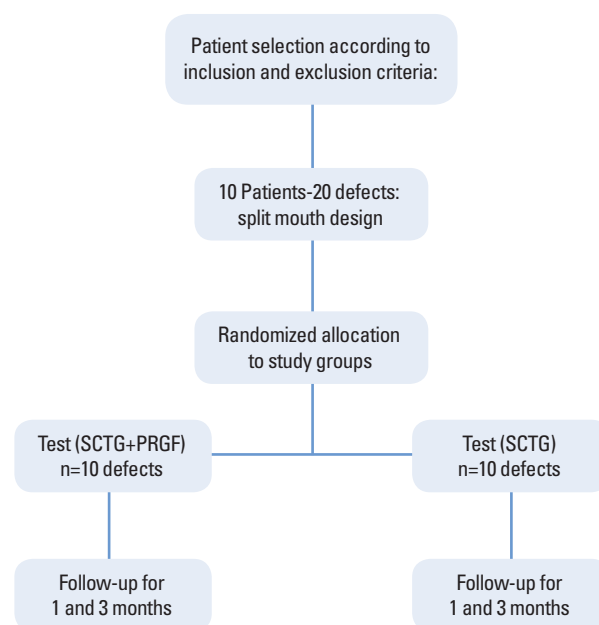 Patient selection according to
inclusion and exclusion criteria:
10 Patients-20 defects:
split mouth design
Randomized allocation
to study groups
Test (SCTG+PRGF)
n=10 defects
Test (SCTG)
n=10 defects
Follow-up for
1 and 3 months
Follow-up for
1 and 3 months